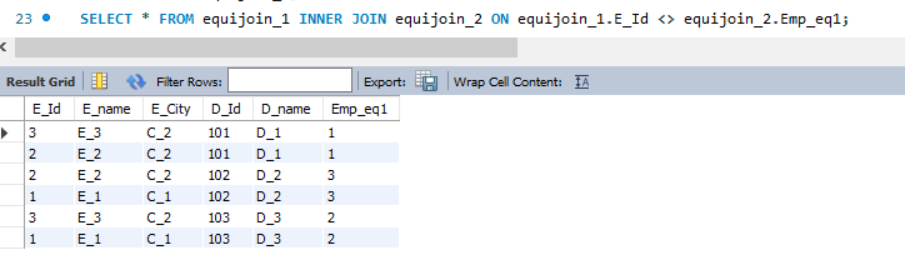 23 SELECT * FROM equijoin_1 INNER JOIN equijoin_2 ON equijoin_1.E_Id <> equijoin_2.Emp_eq1;
Result Grid Filter Rows: Export: Wrap Cell Content: IA
E_Id E_name E_City D_Id D_name Emp_eq1
3 E_3 C_2 101 D_1 1
2 E_2 C_2 101 D_1 1
2 E_2 C_2 102 D_2 3
1 E_1 C_1 102 D_2 3
3 E_3 C_2 103 D_3 2
1 E_1 C_1 103 D_3 2